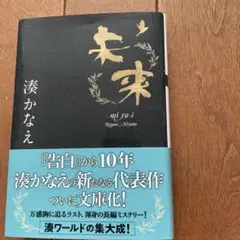 未来
mirai
Kanae Minato
湊かなえ
『告白』から10年
湊かなえの新たなる代表作
ついに文庫化!
万感胸に迫るラスト、渾身の長編ミステリー!
湊ワールドの集大成!